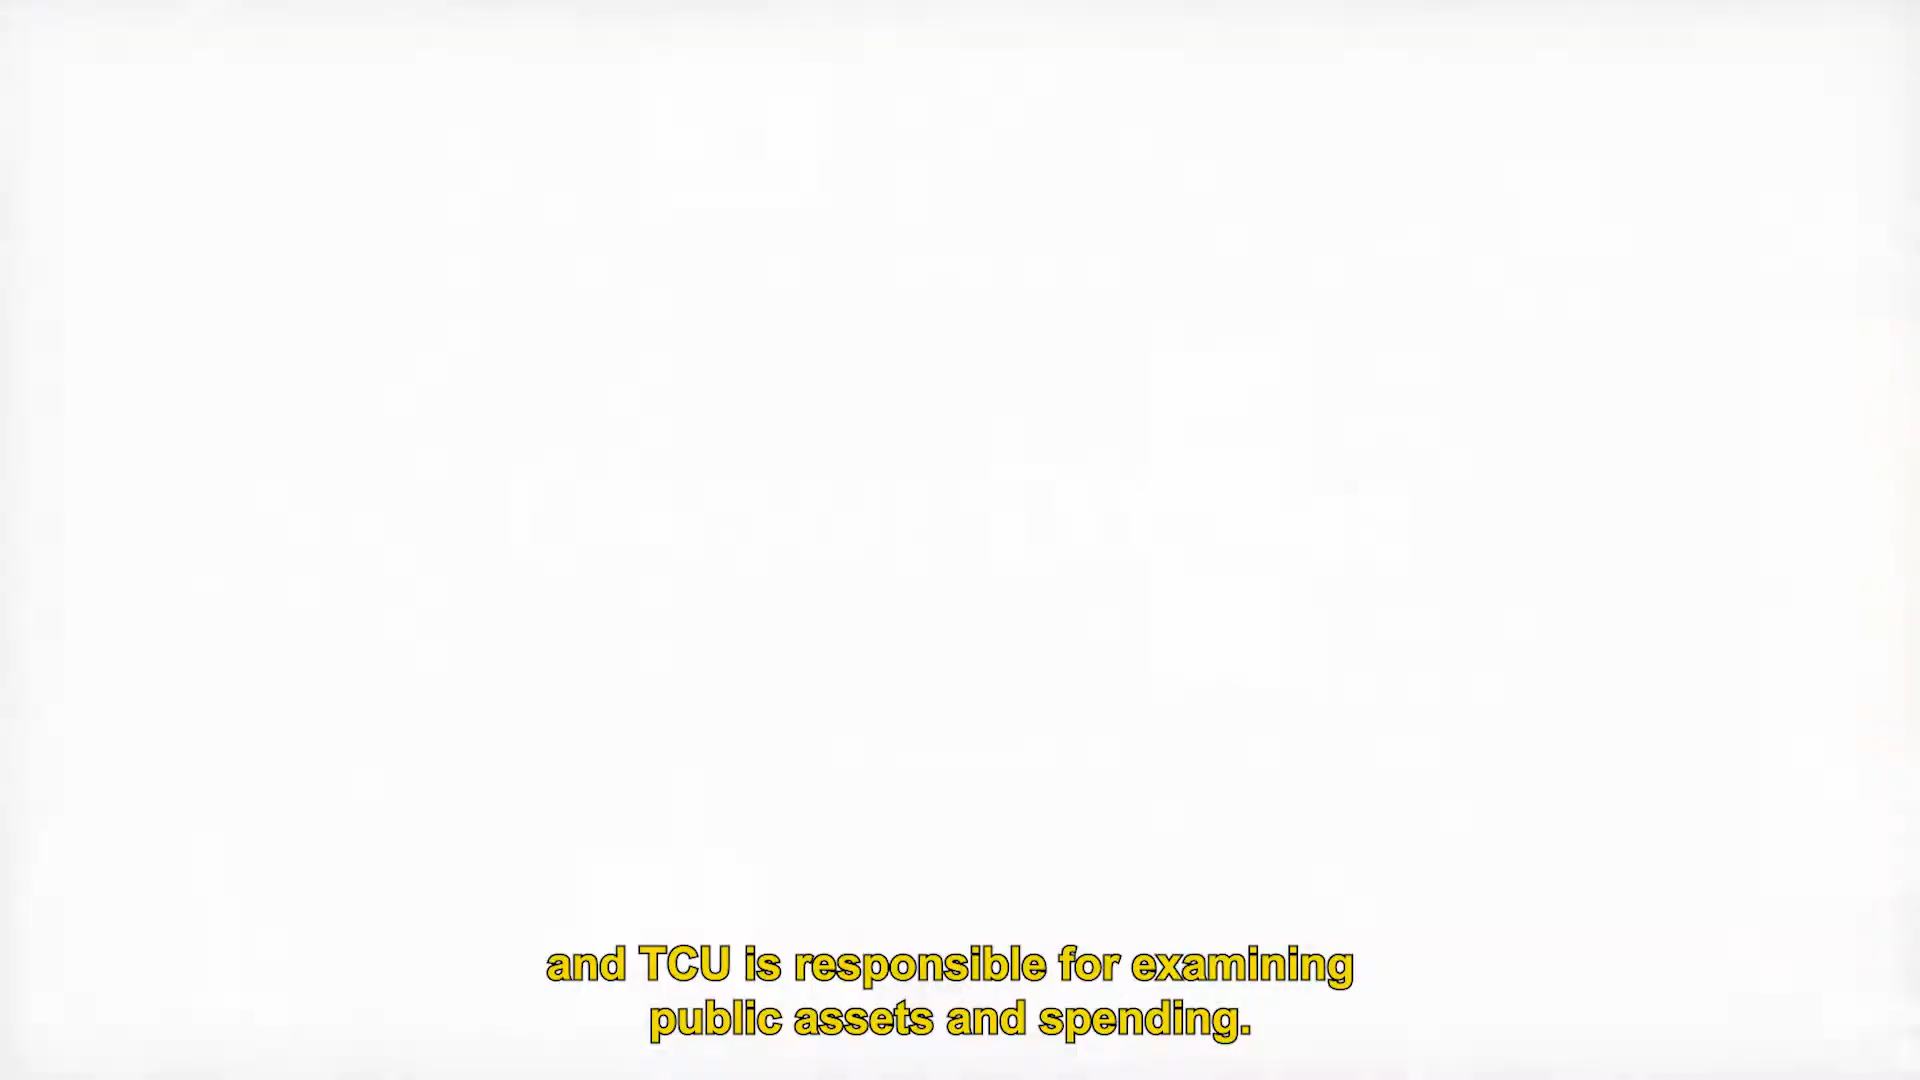 and TCU is responsible for examining
public assets and spending.